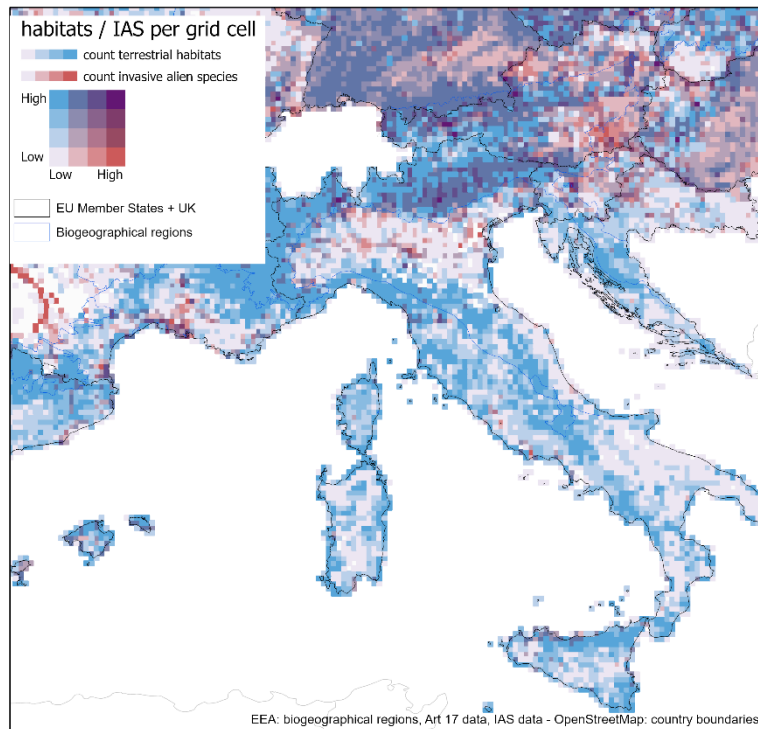 habitats / IAS per grid cell
count terrestrial habitats
count invasive alien species
High
Low
Low High
EU Member States + UK
Biogeographical regions
EEA: biogeographical regions, Art 17 data, IAS data - OpenStreetMap: country boundaries